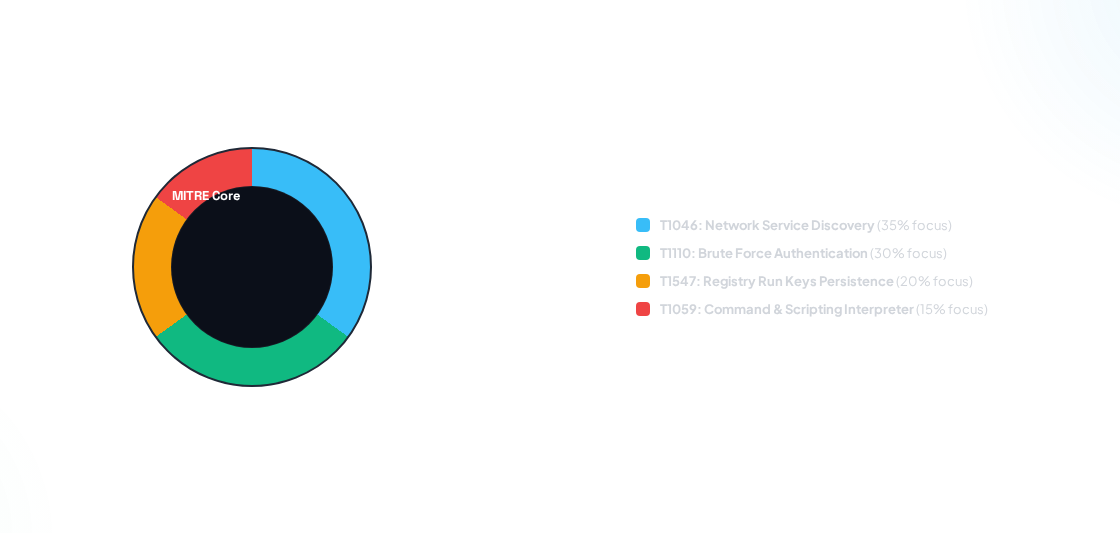 MITRE Core
T1046: Network Service Discovery (35% focus)
T1110: Brute Force Authentication (30% focus)
T1547: Registry Run Keys Persistence (20% focus)
T1059: Command & Scripting Interpreter (15% focus)